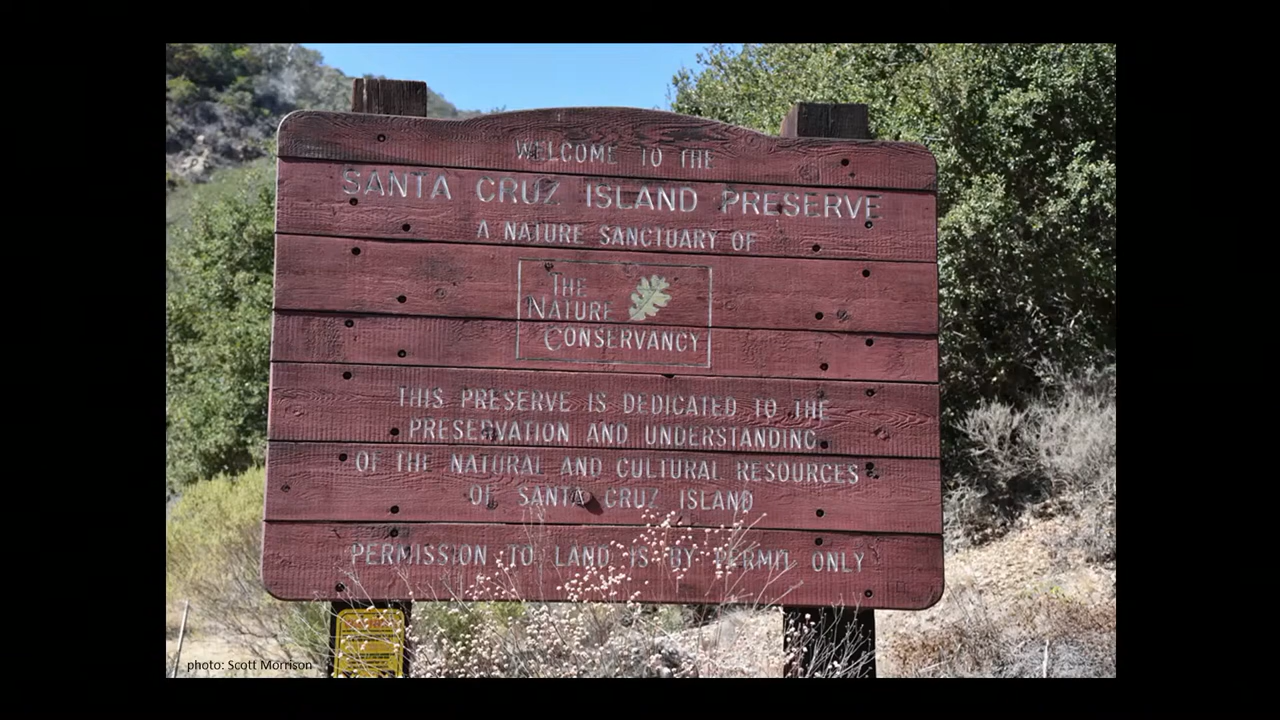 WELCOME TO THE
SANTA CRUZ ISLAND PRESERVE
A NATURE SANCTUARY OF
THE
NATURE
CONSERVANCY
THIS PRESERVE IS DEDICATED TO THE
PRESERVATION AND UNDERSTANDING
OF THE NATURAL AND CULTURAL RESOURCES
OF SANTA CRUZ ISLAND
PERMISSION TO LAND IS BY PERMIT ONLY
photo: Scott Morrison